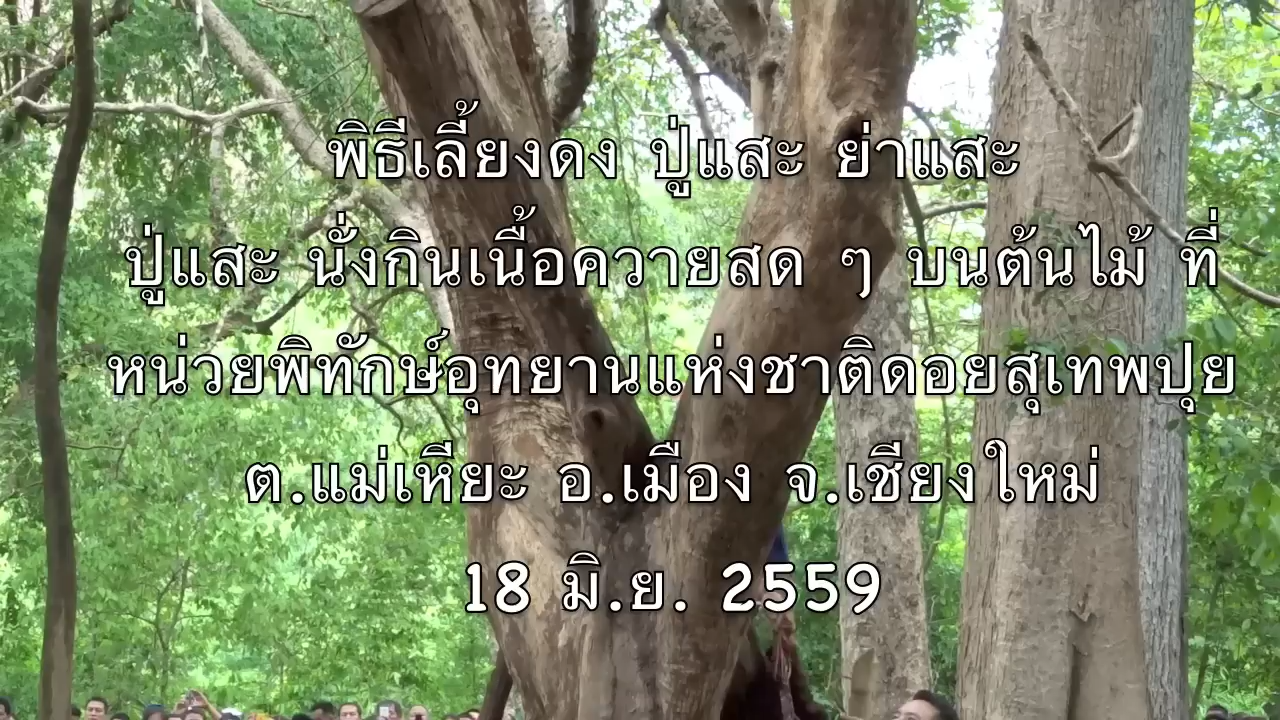 พิธีเลี้ยงดง ปู่แสะ ย่าแสะ
ปู่แสะ นั่งกินเนื้อควายสด ๆ บนต้นไม้ ที่
หน่วยพิทักษ์อุทยานแห่งชาติดอยสุเทพปุย
ต.แม่เหียะ อ.เมือง จ.เชียงใหม่
18 มิ.ย. 2559